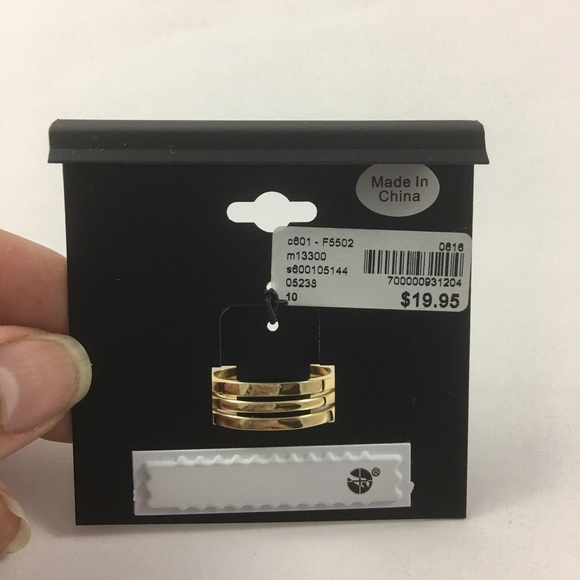 Made In
China
c601 - F5502 0616
m13300
s600105144
05238 700000931204
10 $19.95
®